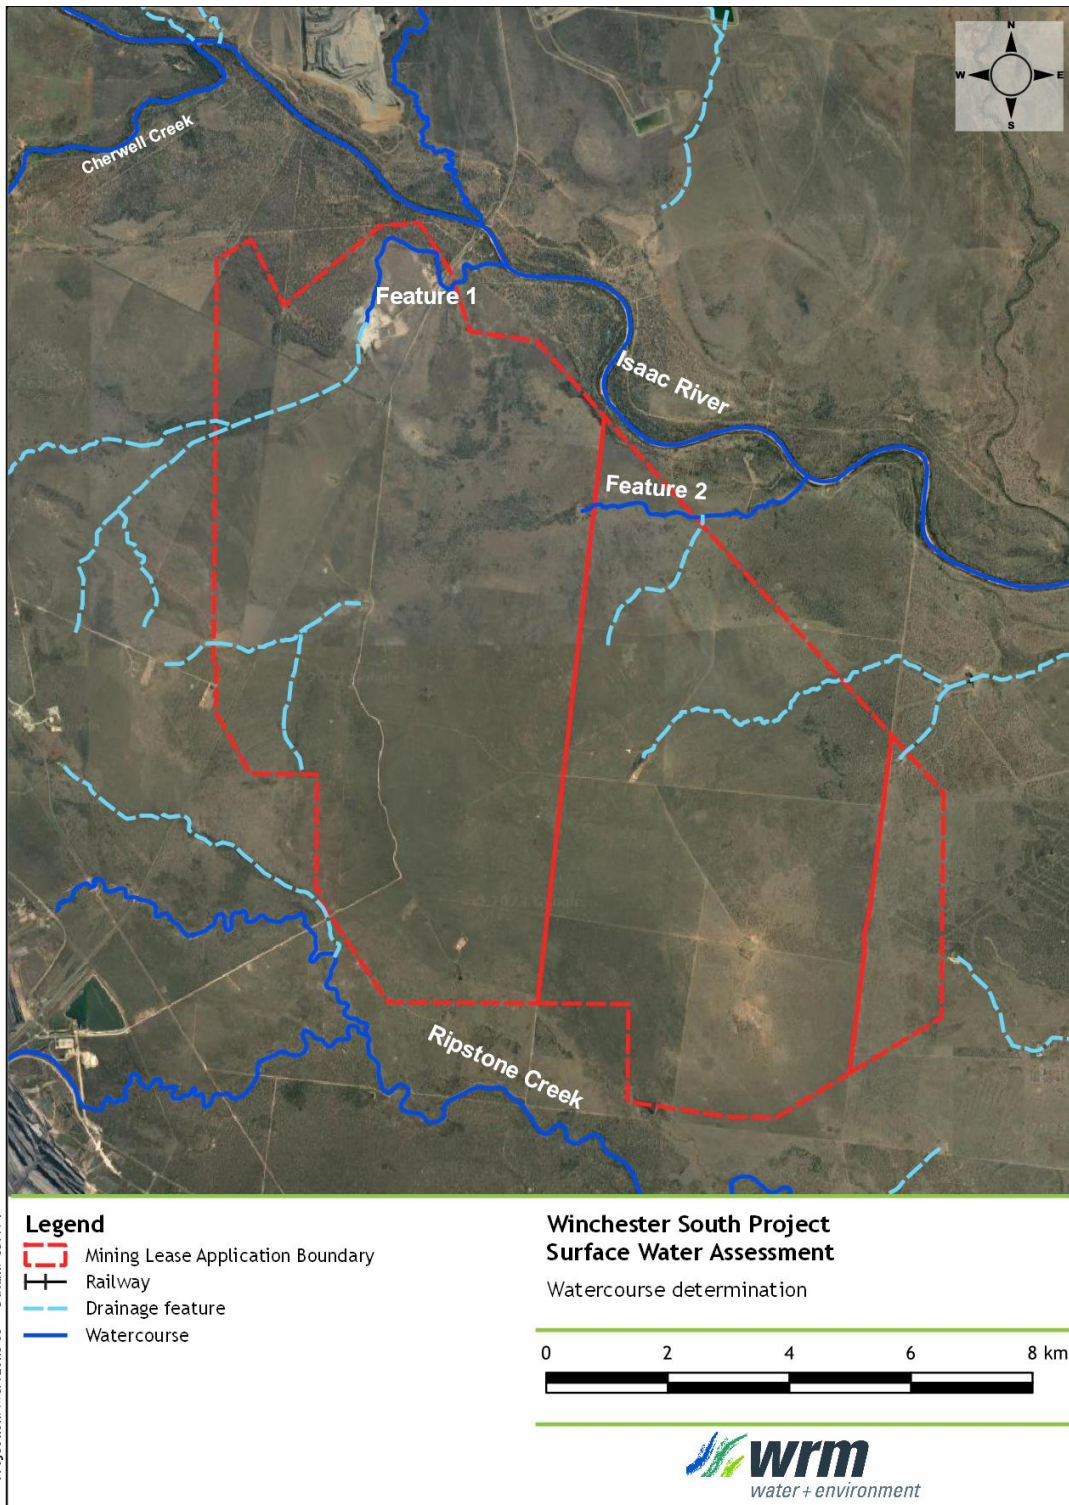 N
W
E
S
Cherwell Creek
Feature 1
Isaac River
Feature 2
Ripstone Creek
Legend
Mining Lease Application Boundary
Railway
Drainage feature
Watercourse
Winchester South Project
Surface Water Assessment
Watercourse determination
0 2 4 6 8 km
wrm
water + environment